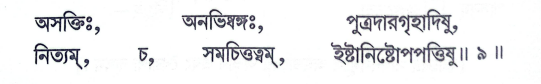 অসক্তিঃ, অনভিষ্বঙ্গঃ, পুত্রদারগৃহাদিষু,
নিত্যম্, চ, সমচিত্তত্বম্, ইষ্টানিষ্টোপপত্তিষু॥ ৯ ॥